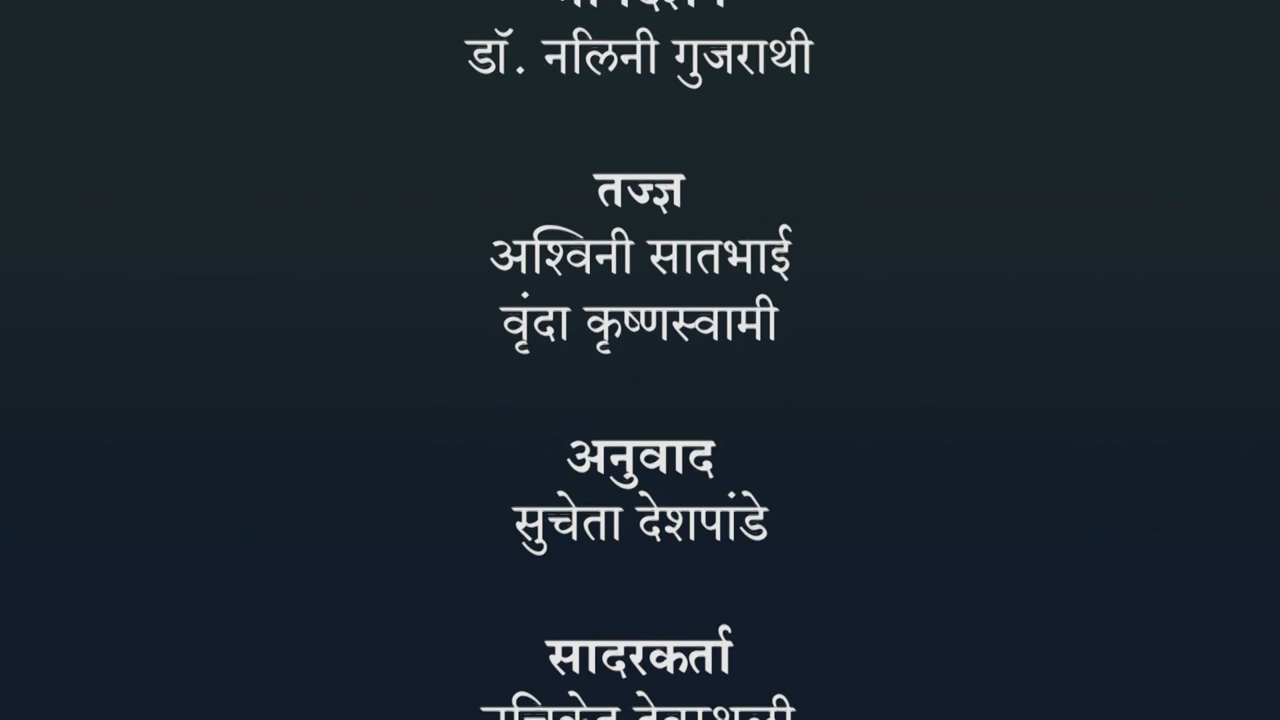 डॉ. नलिनी गुजराथी
तज्ज्ञ
अश्विनी सातभाई
वृंदा कृष्णस्वामी
अनुवाद
सुचेता देशपांडे
सादरकर्ता